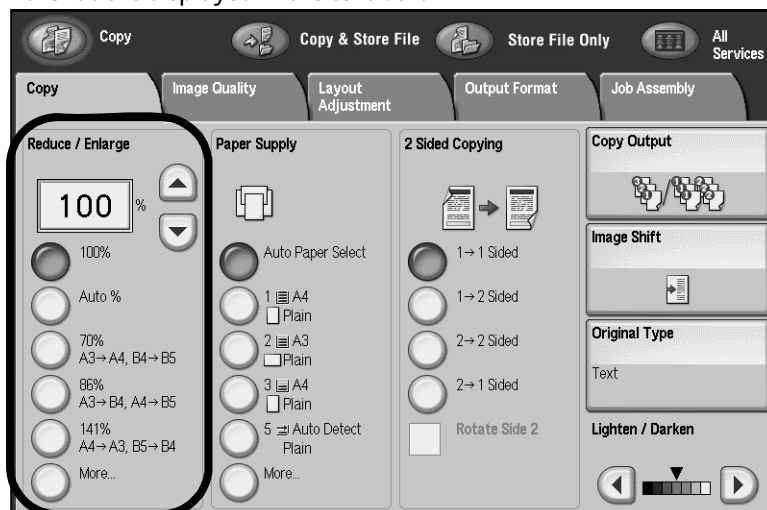 Copy
Copy & Store File
Store File Only
All
Services
Copy
Image Quality
Layout
Adjustment
Output Format
Job Assembly
Reduce / Enlarge
100 %
100%
Auto %
70%
A3→A4, B4→B5
86%
A3→B4, A4→B5
141%
A4→A3, B5→B4
More...
Paper Supply
Auto Paper Select
1 A4
Plain
2 A3
Plain
3 A4
Plain
5 Auto Detect
Plain
More...
2 Sided Copying
1→1 Sided
1→2 Sided
2→2 Sided
2→1 Sided
Rotate Side 2
Copy Output
Image Shift
Original Type
Text
Lighten / Darken